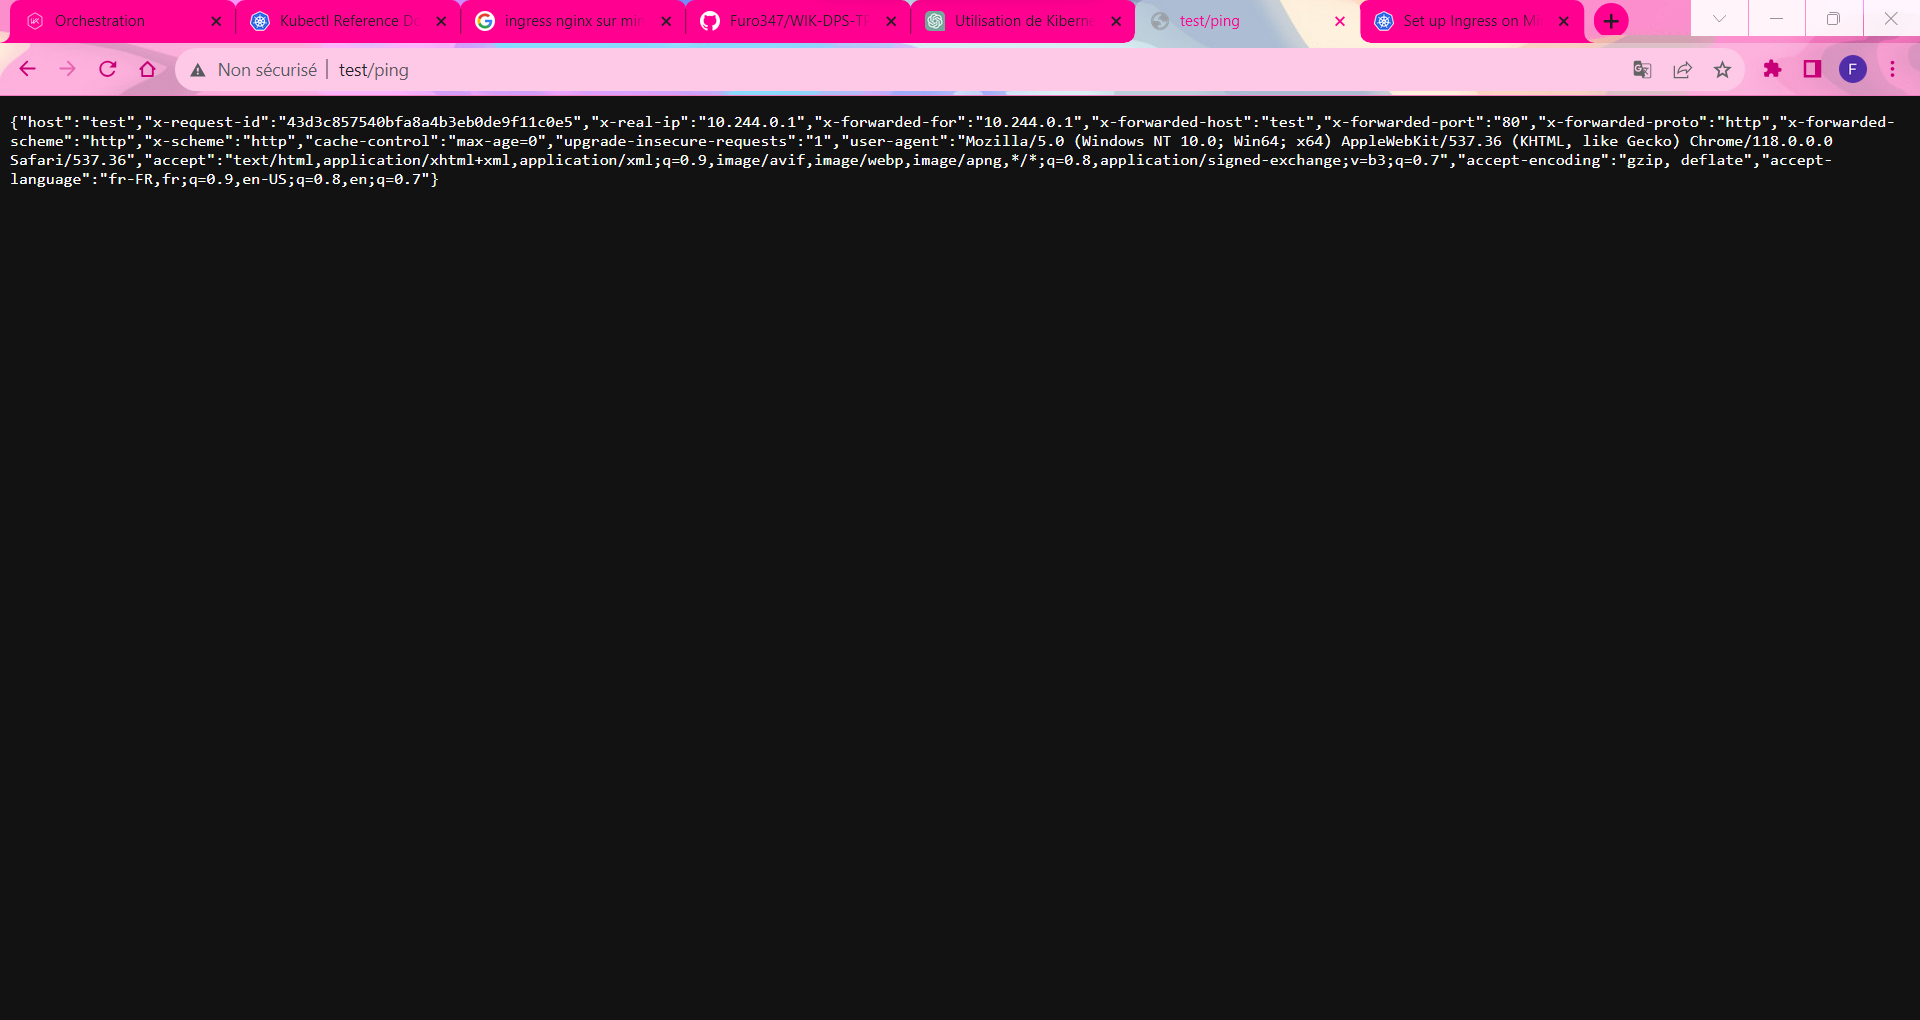 Orchestration
Kubectl Reference Do
ingress nginx sur min
Furo347/WIK-DPS-TP
Utilisation de Kiberne
test/ping
Set up Ingress on Mi
Non sécurisé | test/ping
F
{"host":"test","x-request-id":"43d3c857540bfa8a4b3eb0de9f11c0e5","x-real-ip":"10.244.0.1","x-forwarded-for":"10.244.0.1","x-forwarded-host":"test","x-forwarded-port":"80","x-forwarded-proto":"http","x-forwarded-
scheme":"http","x-scheme":"http","cache-control":"max-age=0","upgrade-insecure-requests":"1","user-agent":"Mozilla/5.0 (Windows NT 10.0; Win64; x64) AppleWebKit/537.36 (KHTML, like Gecko) Chrome/118.0.0.0
Safari/537.36","accept":"text/html,application/xhtml+xml,application/xml;q=0.9,image/avif,image/webp,image/apng,*/*;q=0.8,application/signed-exchange;v=b3;q=0.7","accept-encoding":"gzip, deflate","accept-
language":"fr-FR,fr;q=0.9,en-US;q=0.8,en;q=0.7"}